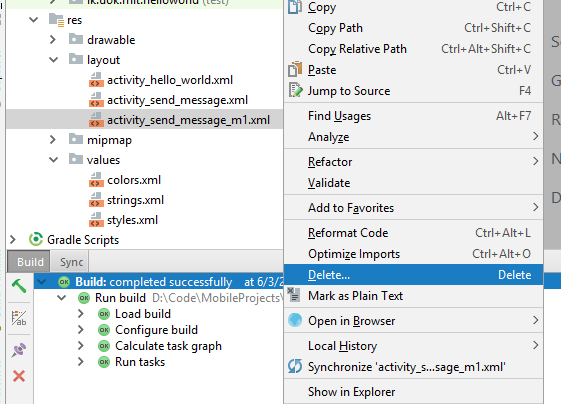 lk.uok.mit.helloworld (test)
res
drawable
layout
activity_hello_world.xml
activity_send_message.xml
activity_send_message_m1.xml
mipmap
values
colors.xml
strings.xml
styles.xml
Gradle Scripts
Build Sync
Build: completed successfully at 6/3/2
Run build D:\Code\MobileProjects\
Load build
Configure build
Calculate task graph
Run tasks
Copy Ctrl+C
Copy Path Ctrl+Shift+C
Copy Relative Path Ctrl+Alt+Shift+C
Paste Ctrl+V
Jump to Source F4
Find Usages Alt+F7
Analyze
Refactor
Validate
Add to Favorites
Reformat Code Ctrl+Alt+L
Optimize Imports Ctrl+Alt+O
Delete... Delete
Mark as Plain Text
Open in Browser
Local History
Synchronize 'activity_s...sage_m1.xml'
Show in Explorer